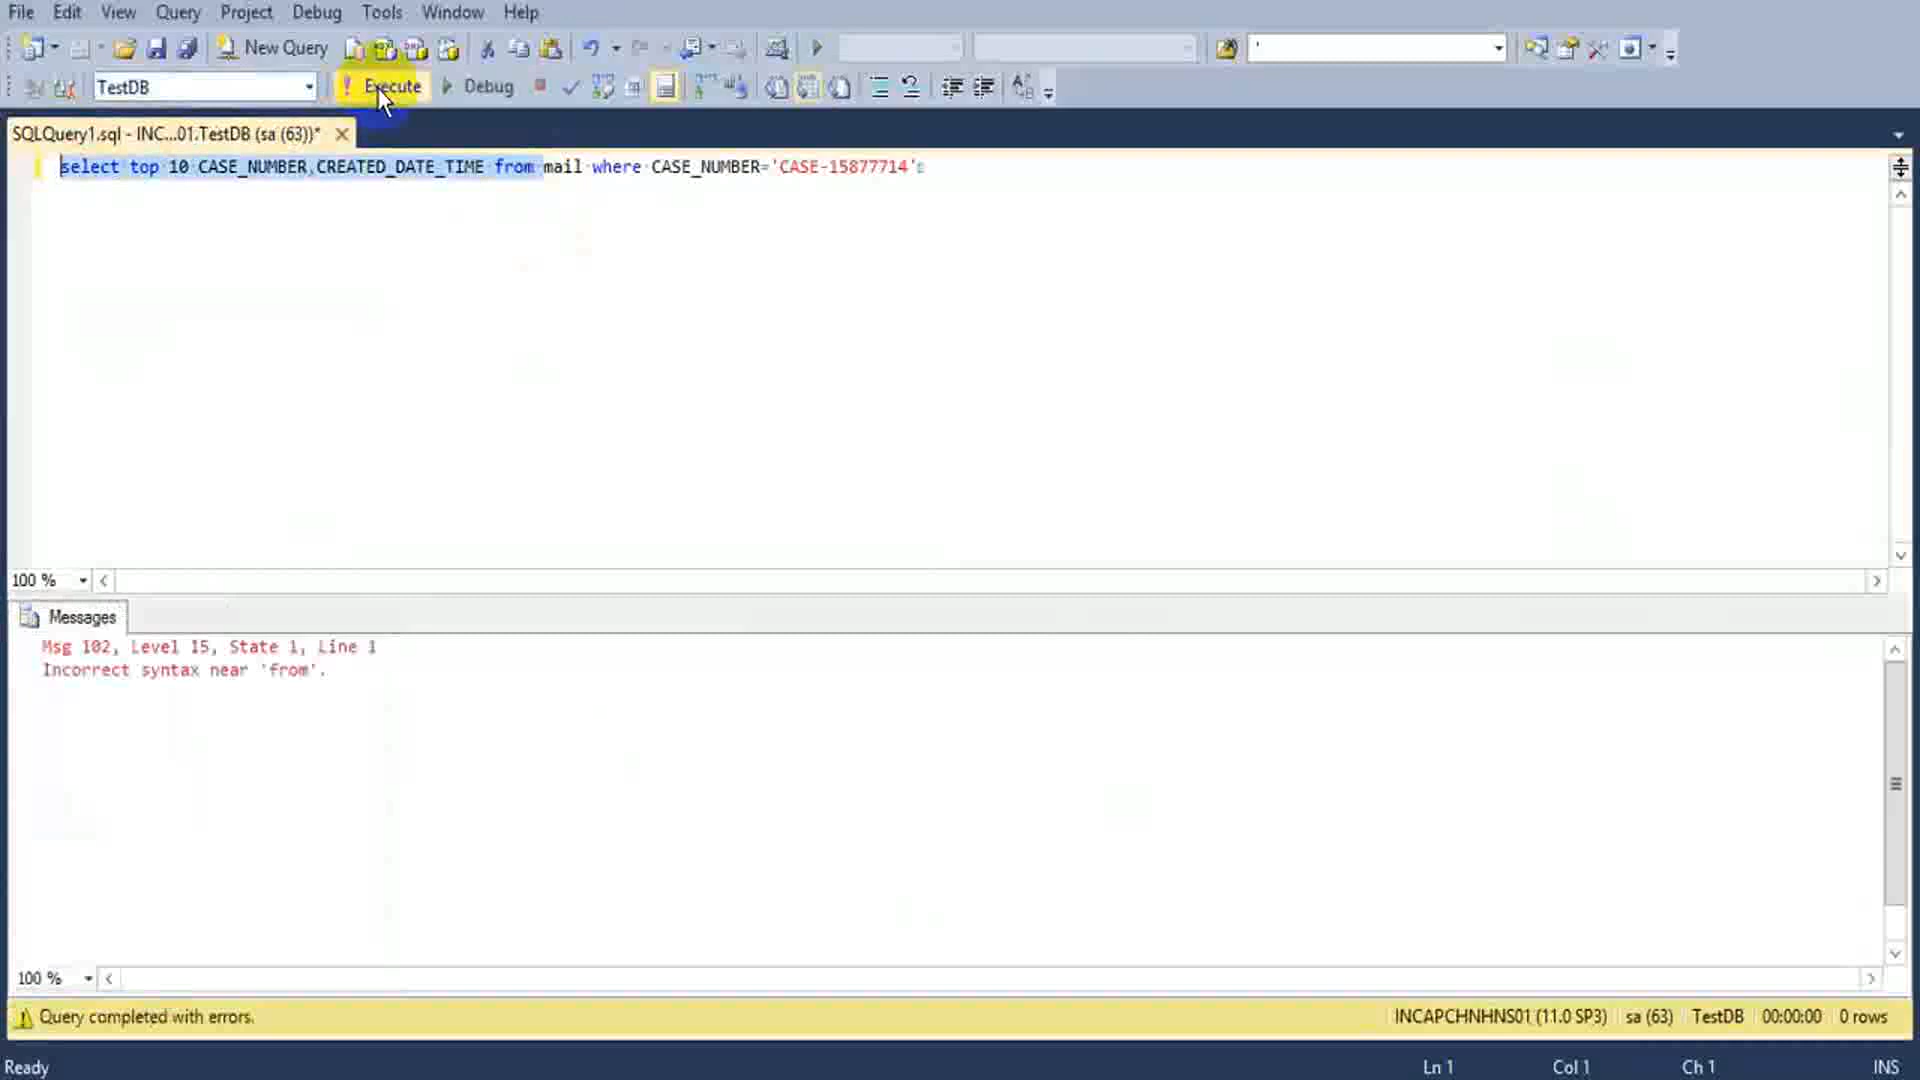 File Edit View Query Project Debug Tools Window Help
New Query '
TestDB ! Execute Debug
SQLQuery1.sql - INC...01.TestDB (sa (63))*
select top 10 CASE_NUMBER,CREATED_DATE_TIME from mail where CASE_NUMBER='CASE-15877714'
100 %
Messages
Msg 102, Level 15, State 1, Line 1
Incorrect syntax near 'from'.
100 %
Query completed with errors. INCAPCHNHNS01 (11.0 SP3) sa (63) TestDB 00:00:00 0 rows
Ready Ln 1 Col 1 Ch 1 INS